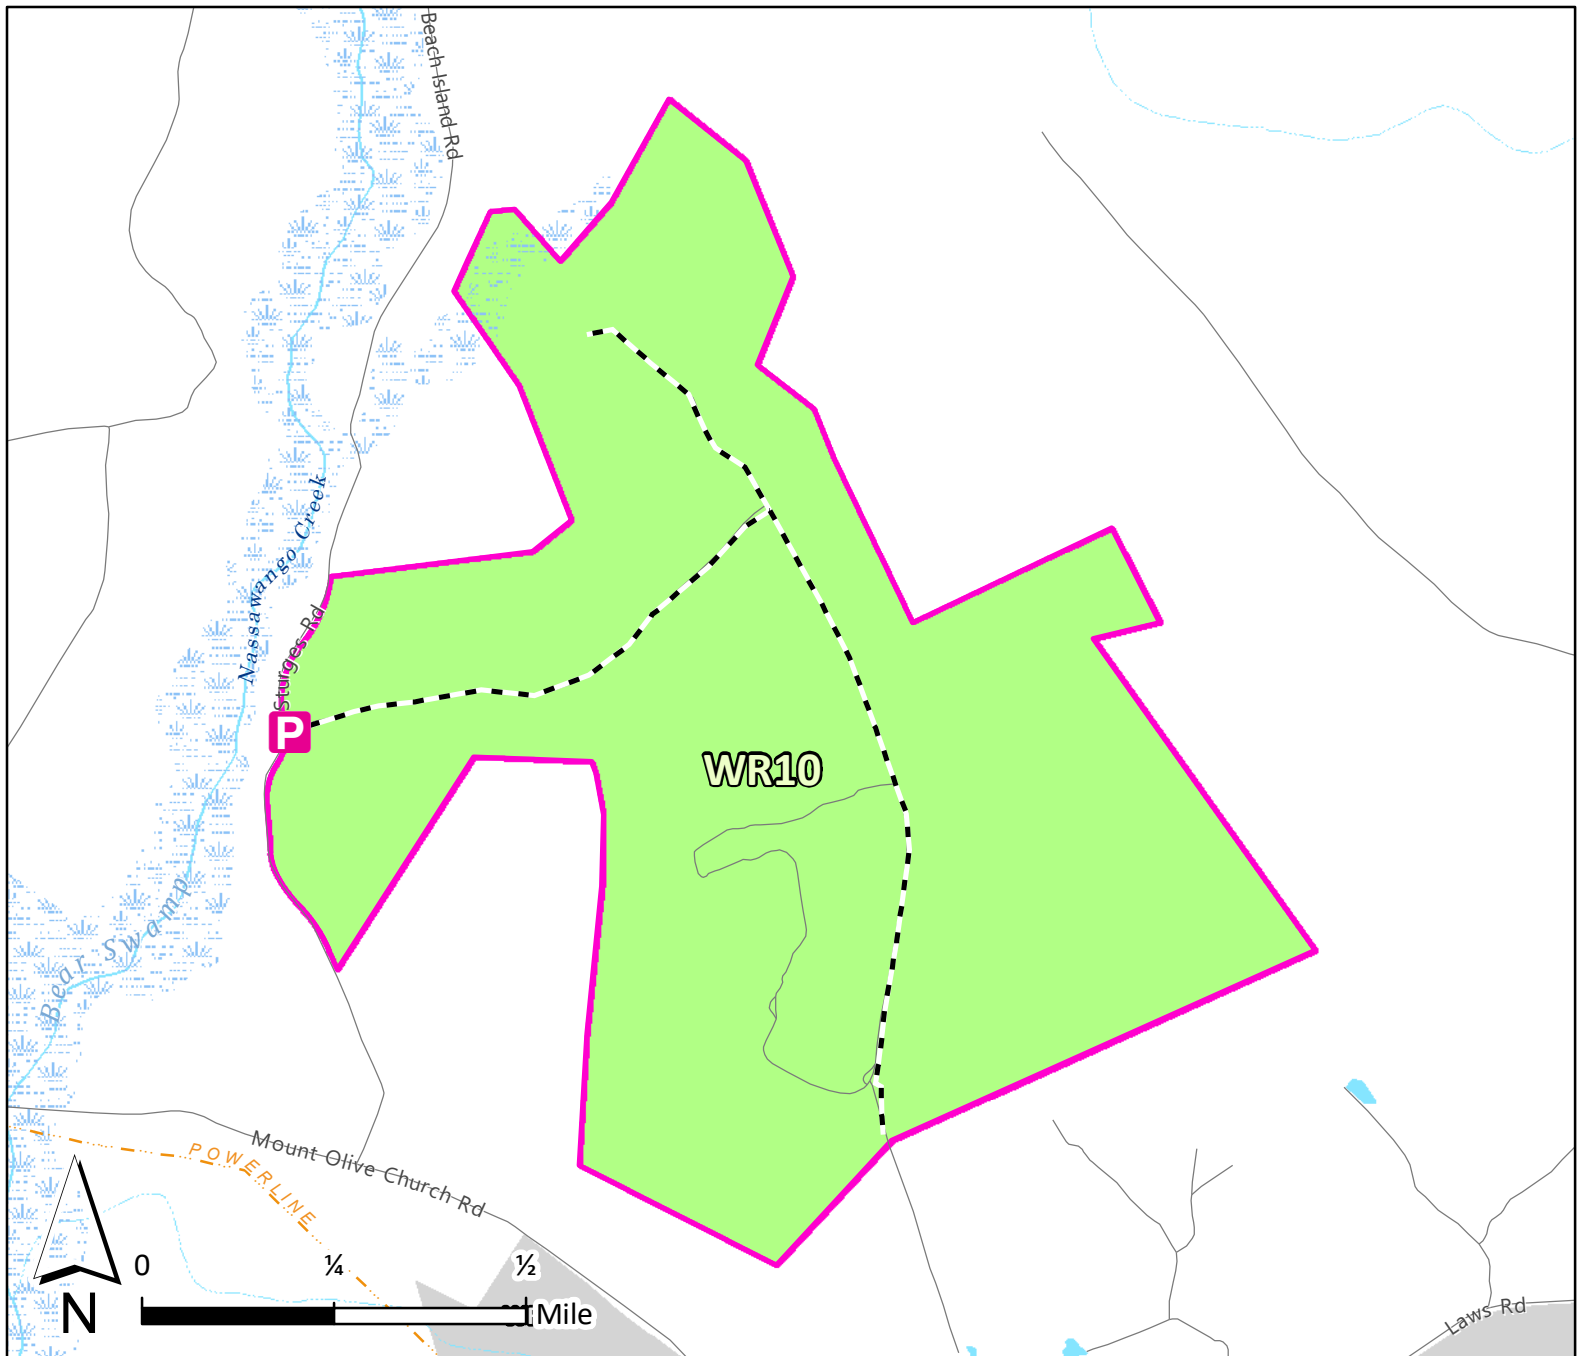 Beach Island Rd
Nassawango Creek
Sturges Rd
P
WR10
Bear Swamp
Mount Olive Church Rd
POWERLINE
0 ¼ ½
Mile
N
Laws Rd